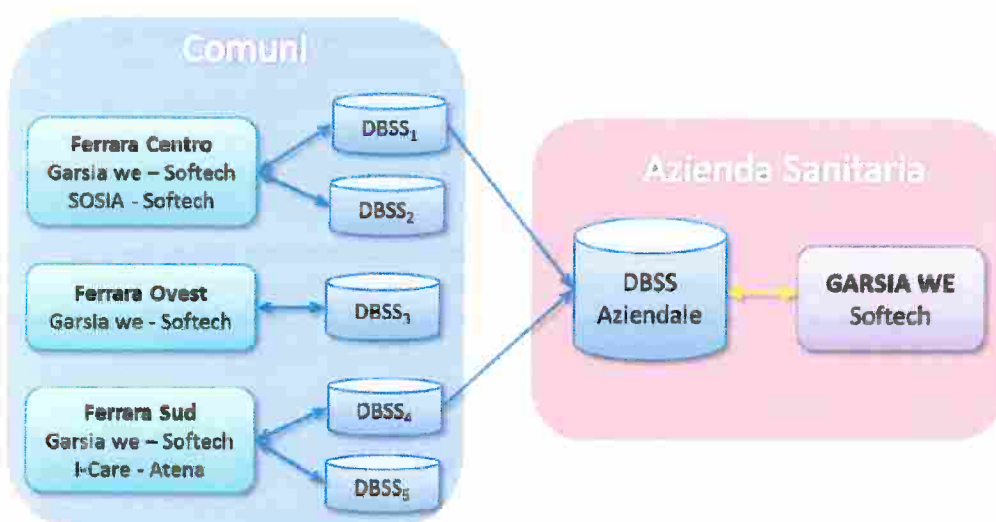 Comuni
Ferrara Centro
Garsia we – Softech
SOSIA - Softech
DBSS1
DBSS2
Ferrara Ovest
Garsia we - Softech
DBSS3
Ferrara Sud
Garsia we – Softech
I-Care - Atena
DBSS4
DBSS5
Azienda Sanitaria
DBSS
Aziendale
GARSIA WE
Softech